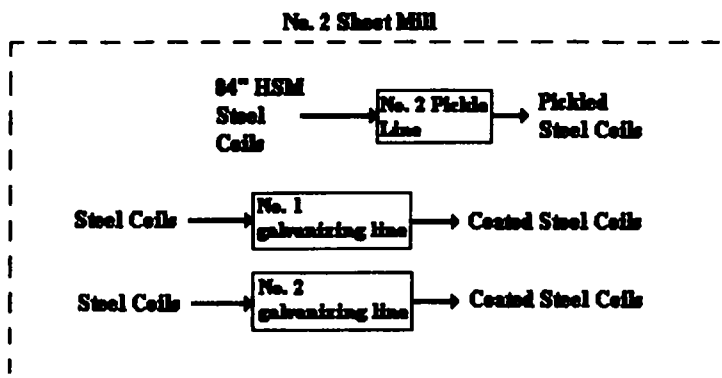 No. 2 Sheet Mill
84" HSM
Steel
Coils
No. 2 Pickle
Line
Pickled
Steel Coils
Steel Coils
No. 1
galvanizing line
Coated Steel Coils
Steel Coils
No. 2
galvanizing line
Coated Steel Coils